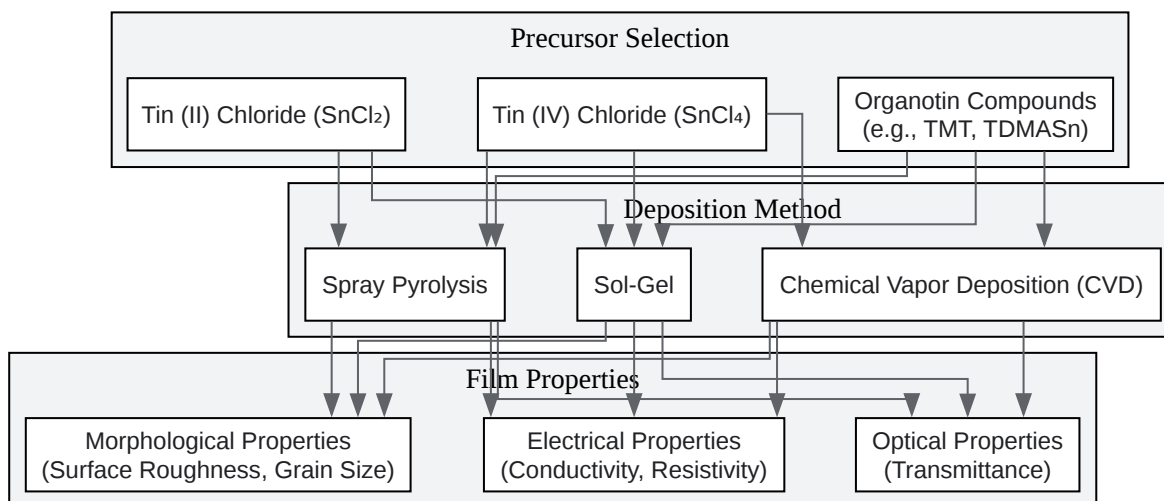 Precursor Selection
Tin (II) Chloride (SnCl₂)
Tin (IV) Chloride (SnCl₄)
Organotin Compounds
(e.g., TMT, TDMASn)
Deposition Method
Spray Pyrolysis
Sol-Gel
Chemical Vapor Deposition (CVD)
Film Properties
Morphological Properties
(Surface Roughness, Grain Size)
Electrical Properties
(Conductivity, Resistivity)
Optical Properties
(Transmittance)